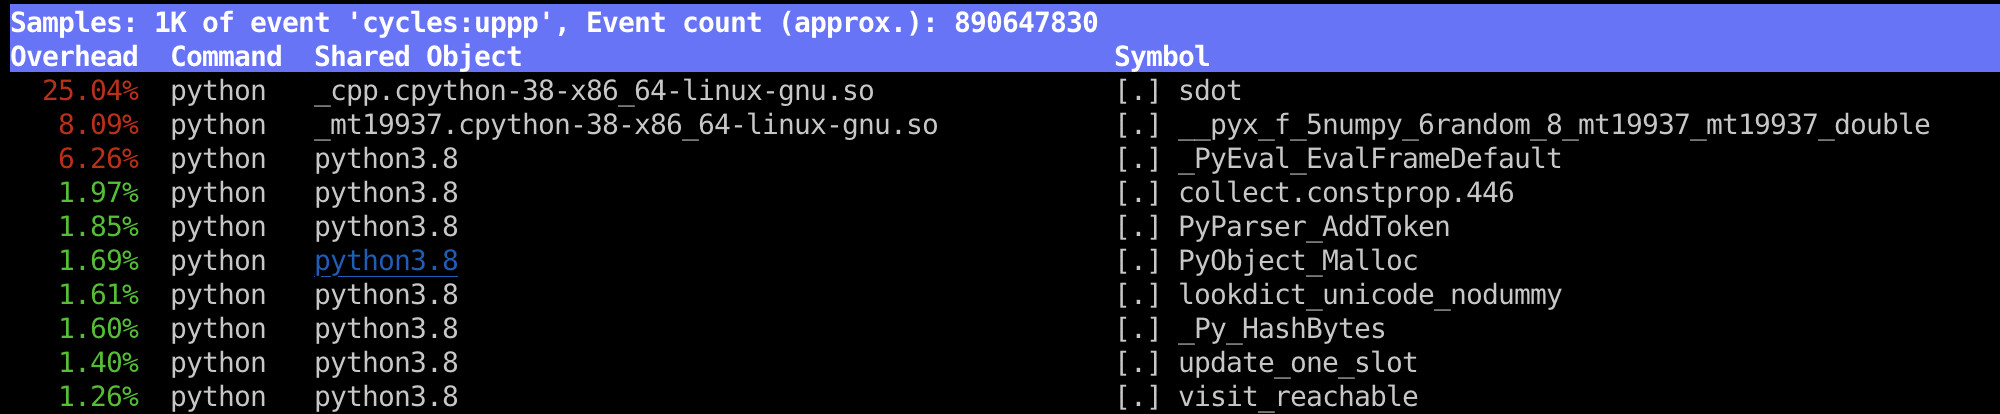 Samples: 1K of event 'cycles:uppp', Event count (approx.): 890647830
Overhead  Command  Shared Object                                     Symbol
  25.04%  python   _cpp.cpython-38-x86_64-linux-gnu.so               [.] sdot
   8.09%  python   _mt19937.cpython-38-x86_64-linux-gnu.so           [.] __pyx_f_5numpy_6random_8_mt19937_mt19937_double
   6.26%  python   python3.8                                         [.] _PyEval_EvalFrameDefault
   1.97%  python   python3.8                                         [.] collect.constprop.446
   1.85%  python   python3.8                                         [.] PyParser_AddToken
   1.69%  python   python3.8                                         [.] PyObject_Malloc
   1.61%  python   python3.8                                         [.] lookdict_unicode_nodummy
   1.60%  python   python3.8                                         [.] _Py_HashBytes
   1.40%  python   python3.8                                         [.] update_one_slot
   1.26%  python   python3.8                                         [.] visit_reachable